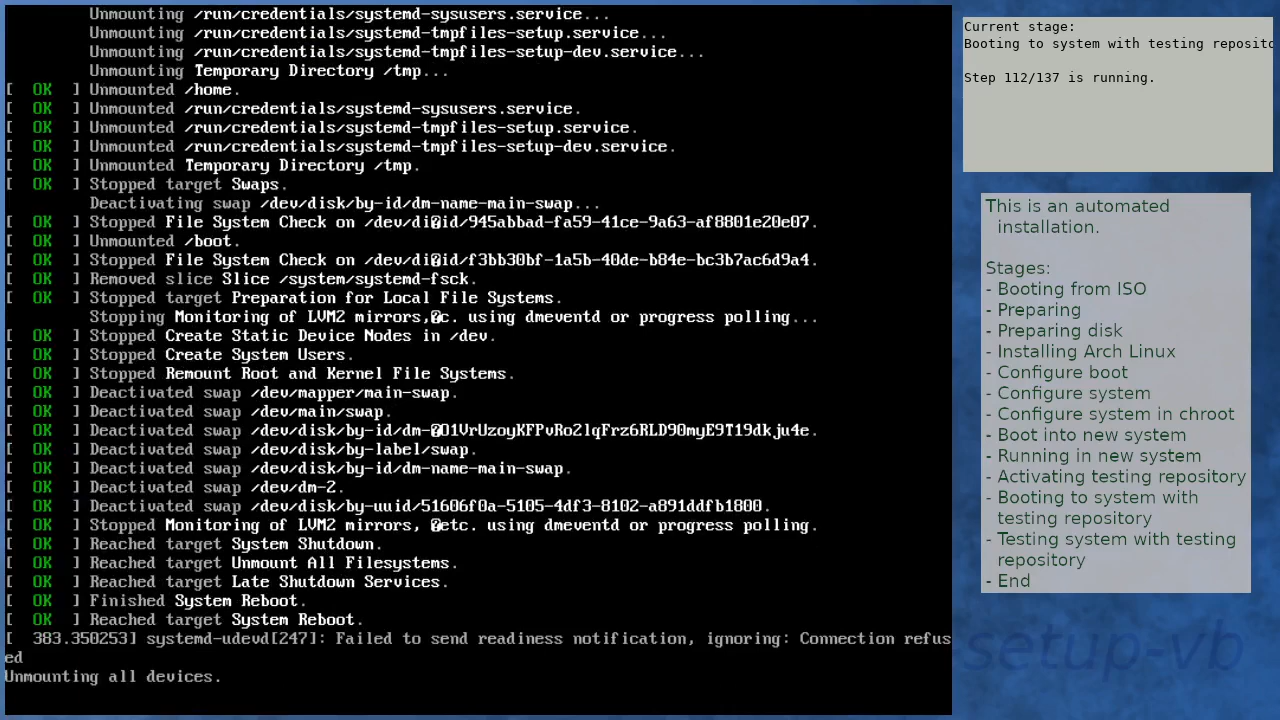 Unmounting /run/credentials/systemd-sysusers.service...
Unmounting /run/credentials/systemd-tmpfiles-setup.service...
Unmounting /run/credentials/systemd-tmpfiles-setup-dev.service...
Unmounting Temporary Directory /tmp...
[  OK  ] Unmounted /home.
[  OK  ] Unmounted /run/credentials/systemd-sysusers.service.
[  OK  ] Unmounted /run/credentials/systemd-tmpfiles-setup.service.
[  OK  ] Unmounted /run/credentials/systemd-tmpfiles-setup-dev.service.
[  OK  ] Unmounted Temporary Directory /tmp.
[  OK  ] Stopped target Swaps.
Deactivating swap /dev/disk/by-id/dm-name-main-swap...
[  OK  ] Stopped File System Check on /dev/di�id/945abbad-fa59-41ce-9a63-af8801e20e07.
[  OK  ] Unmounted /boot.
[  OK  ] Stopped File System Check on /dev/di�id/f3bb30bf-1a5b-40de-b84e-bc3b7ac6d9a4.
[  OK  ] Removed slice Slice /system/systemd-fsck.
[  OK  ] Stopped target Preparation for Local File Systems.
Stopping Monitoring of LVM2 mirrors,�c. using dmeventd or progress polling...
[  OK  ] Stopped Create Static Device Nodes in /dev.
[  OK  ] Stopped Create System Users.
[  OK  ] Stopped Remount Root and Kernel File Systems.
[  OK  ] Deactivated swap /dev/mapper/main-swap.
[  OK  ] Deactivated swap /dev/main/swap.
[  OK  ] Deactivated swap /dev/disk/by-id/dm-�O1VrUzoyKFPvRo2lqFrz6RLD90myE9T19dkju4e.
[  OK  ] Deactivated swap /dev/disk/by-label/swap.
[  OK  ] Deactivated swap /dev/disk/by-id/dm-name-main-swap.
[  OK  ] Deactivated swap /dev/dm-2.
[  OK  ] Deactivated swap /dev/disk/by-uuid/51606f0a-5105-4df3-8102-a891ddfb1800.
[  OK  ] Stopped Monitoring of LVM2 mirrors, �etc. using dmeventd or progress polling.
[  OK  ] Reached target System Shutdown.
[  OK  ] Reached target Unmount All Filesystems.
[  OK  ] Reached target Late Shutdown Services.
[  OK  ] Finished System Reboot.
[  OK  ] Reached target System Reboot.
[  383.350253] systemd-udevd[247]: Failed to send readiness notification, ignoring: Connection refus
ed
Unmounting all devices.
Current stage:
Booting to system with testing reposito
Step 112/137 is running.
This is an automated
installation.
Stages:
- Booting from ISO
- Preparing
- Preparing disk
- Installing Arch Linux
- Configure boot
- Configure system
- Configure system in chroot
- Boot into new system
- Running in new system
- Activating testing repository
- Booting to system with
testing repository
- Testing system with testing
repository
- End
setup-vb